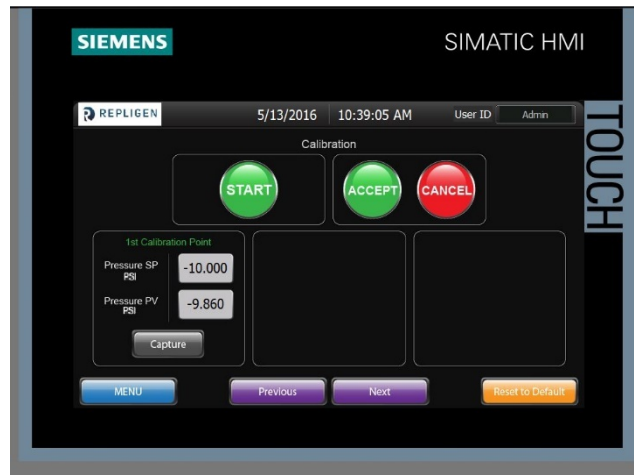 SIEMENS
SIMATIC HMI
TOUCH
REPLIGEN 5/13/2016 10:39:05 AM User ID Admin
Calibration
START ACCEPT CANCEL
1st Calibration Point
Pressure SP PSI -10.000
Pressure PV PSI -9.860
Capture
MENU Previous Next Reset to Default